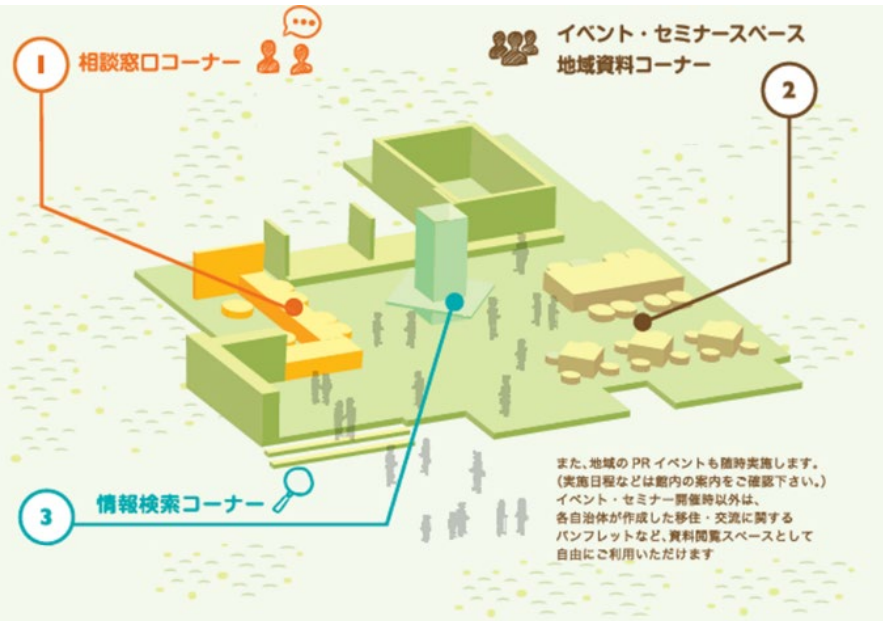 1
相談窓口コーナー
イベント・セミナースペース
地域資料コーナー
2
3
情報検索コーナー
また、地域の PR イベントも随時実施します。
(実施日程などは館内の案内をご確認下さい。)
イベント・セミナー開催時以外は、
各自治体が作成した移住・交流に関する
パンフレットなど、資料閲覧スペースとして
自由にご利用いただけます